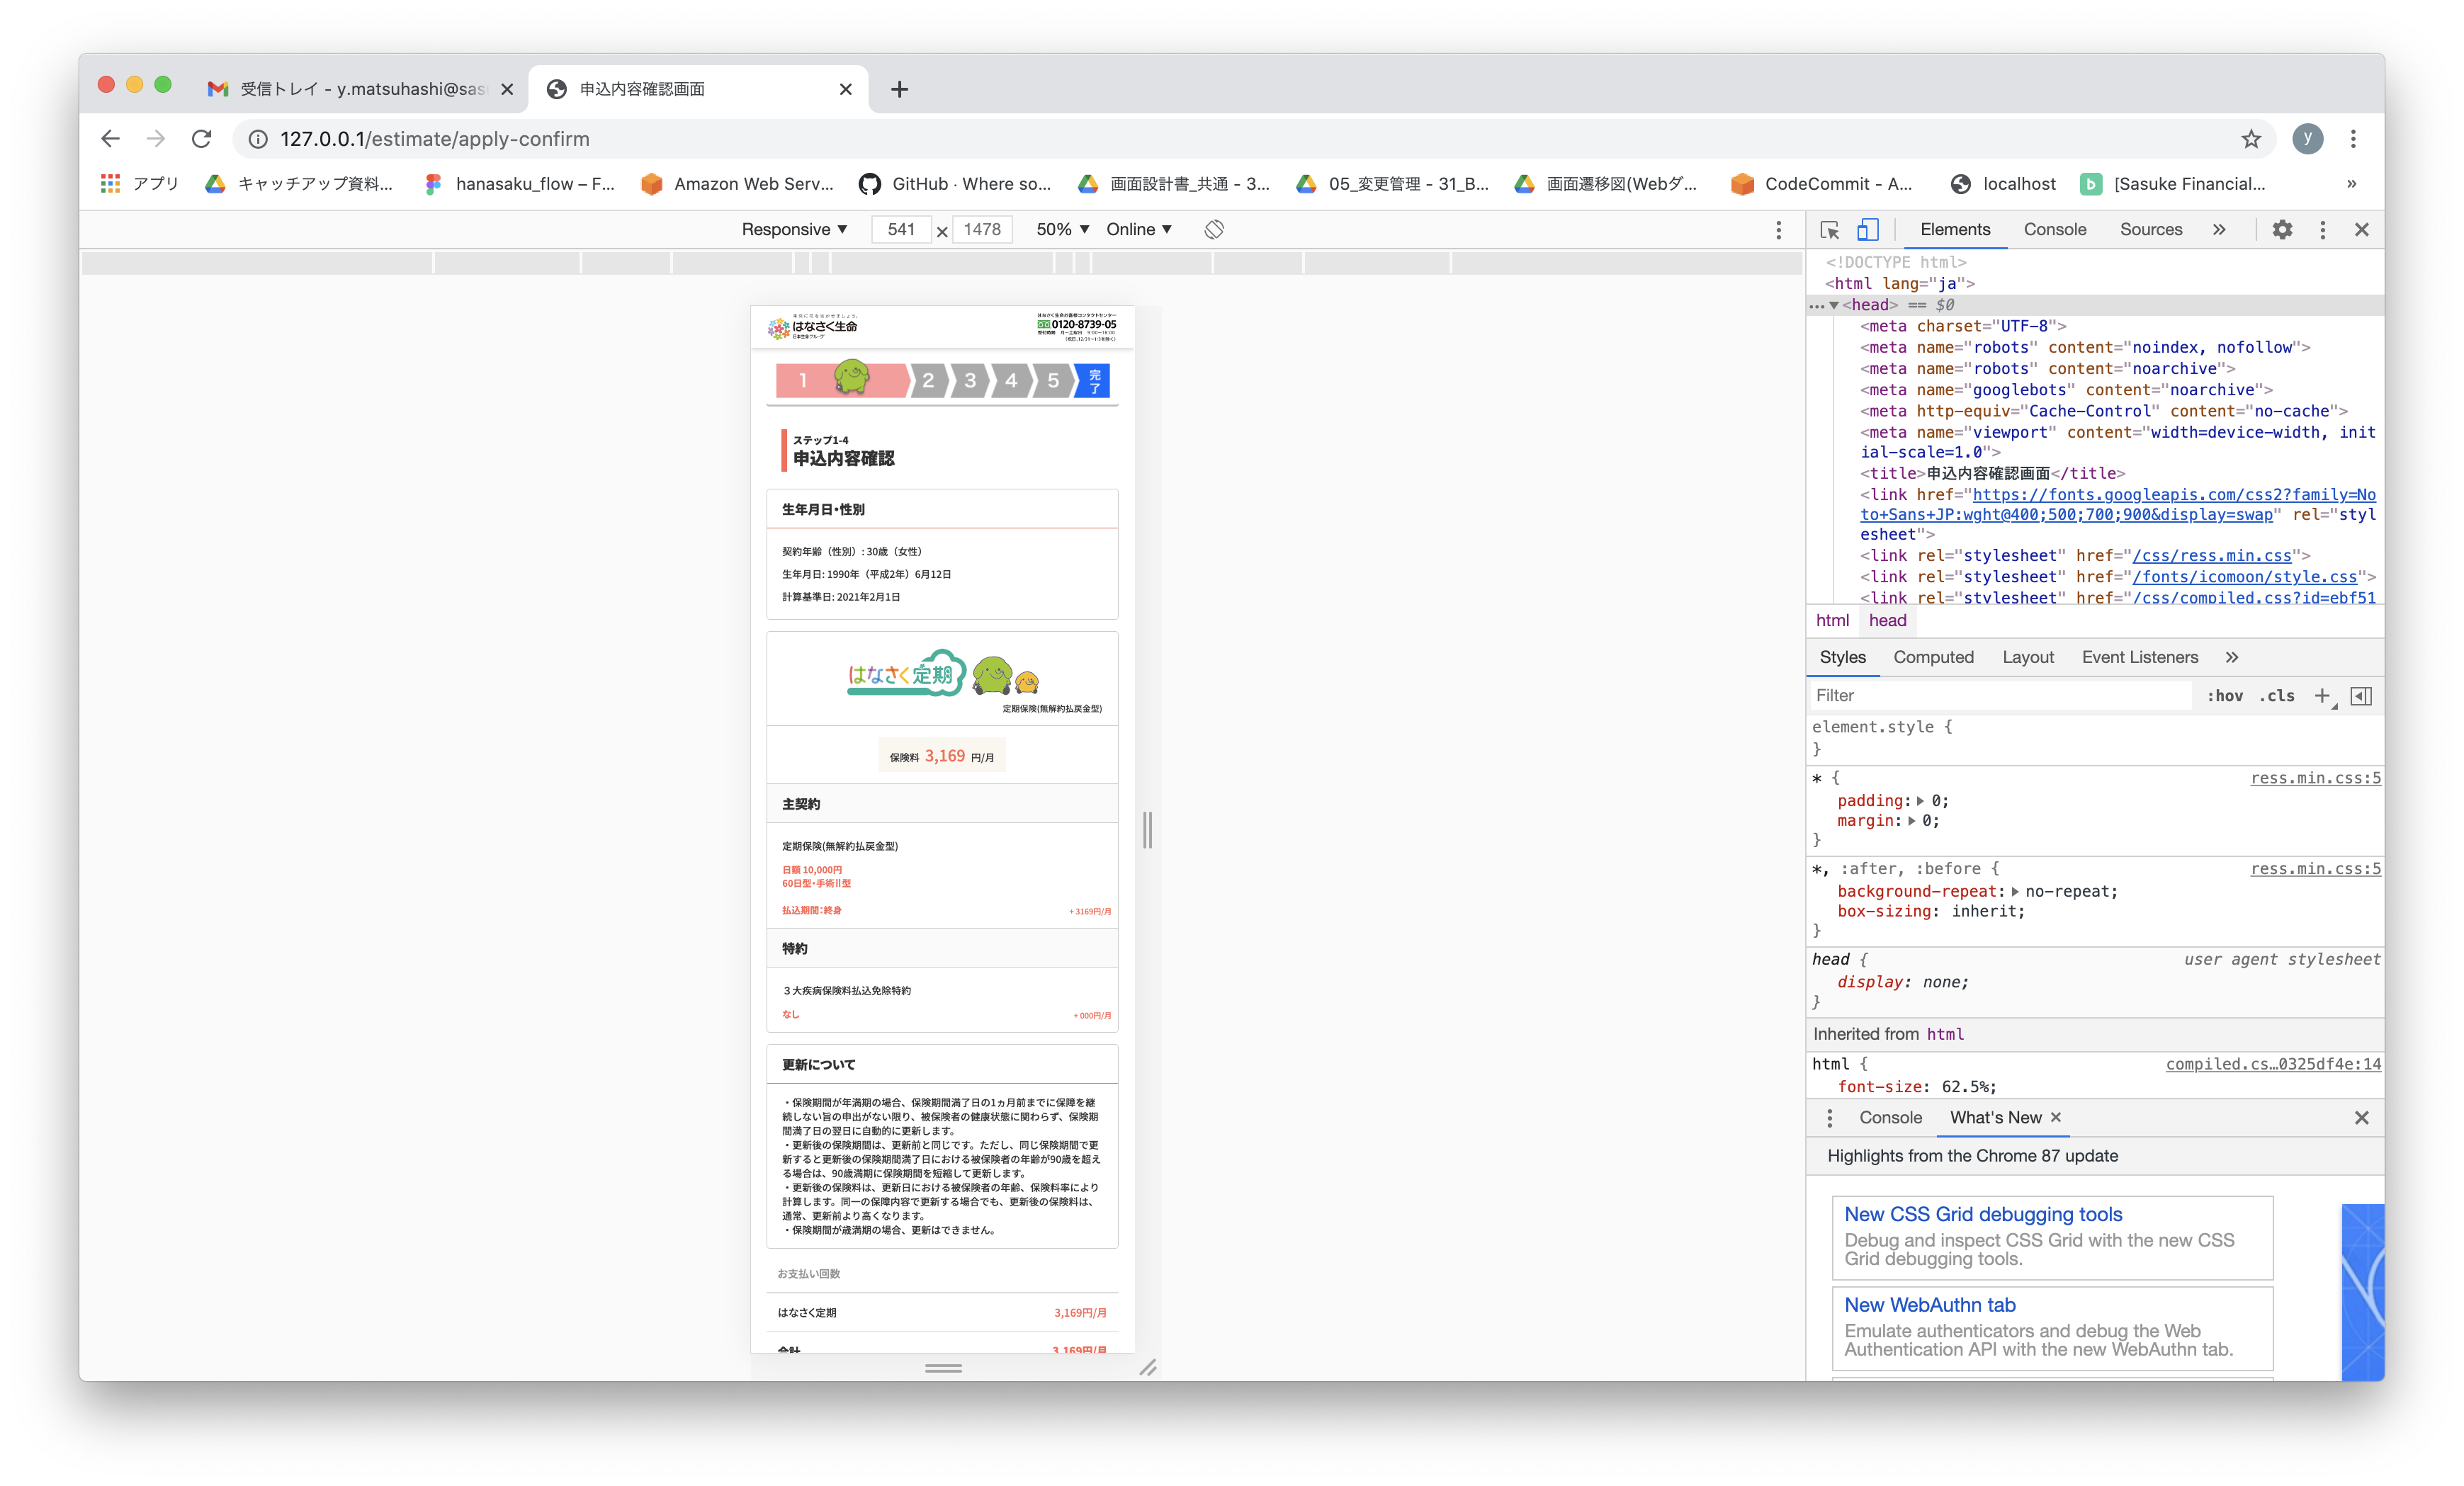 受信トレイ - y.matsuhashi@sas
申込内容確認画面
127.0.0.1/estimate/apply-confirm
y
アプリ
キャッチアップ資料...
hanasaku_flow – F...
Amazon Web Serv...
GitHub · Where so...
画面設計書_共通 - 3...
05_変更管理 - 31_B...
画面遷移図(Webダ...
CodeCommit - A...
localhost
[Sasuke Financial...
»
Responsive ▼ 541 × 1478 50% ▼ Online ▼
はなさく生命
日本生命グループ
はなさく生命お客様コンタクトセンター
0120-8739-05
1 2 3 4 5 完了
ステップ1-4
申込内容確認
生年月日・性別
契約年齢（性別）: 30歳（女性）
生年月日: 1990年（平成2年）6月12日
計算基準日: 2021年2月1日
はなさく定期
定期保険(無解約払戻金型)
保険料 3,169 円/月
主契約
定期保険(無解約払戻金型)
日額 10,000円
60日型・手術II型
払込期間：終身 + 3169円/月
特約
３大疾病保険料払込免除特約
なし + 000円/月
更新について
・保険期間が年満期の場合、保険期間満了日の1ヵ月前までに保障を継
続しない旨の申出がない限り、被保険者の健康状態に関わらず、保険期
間満了日の翌日に自動的に更新します。
・更新後の保険期間は、更新前と同じです。ただし、同じ保険期間で更
新すると更新後の保険期間満了日における被保険者の年齢が90歳を超え
る場合は、90歳満期に保険期間を短縮して更新します。
・更新後の保険料は、更新日における被保険者の年齢、保険料率により
計算します。同一の保障内容で更新する場合でも、更新後の保険料は、
通常、更新前より高くなります。
・保険期間が歳満期の場合、更新はできません。
お支払い回数
はなさく定期 3,169円/月
合計 3,169円/月
Elements Console Sources »
<!DOCTYPE html>
<html lang="ja">
...▼<head> == $0
<meta charset="UTF-8">
<meta name="robots" content="noindex, nofollow">
<meta name="robots" content="noarchive">
<meta name="googlebots" content="noarchive">
<meta http-equiv="Cache-Control" content="no-cache">
<meta name="viewport" content="width=device-width, init
ial-scale=1.0">
<title>申込内容確認画面</title>
<link href="https://fonts.googleapis.com/css2?family=No
to+Sans+JP:wght@400;500;700;900&display=swap" rel="styl
esheet">
<link rel="stylesheet" href="/css/ress.min.css">
<link rel="stylesheet" href="/fonts/icomoon/style.css">
<link rel="stylesheet" href="/css/compiled.css?id=ebf51
html head
Styles Computed Layout Event Listeners »
Filter :hov .cls +
element.style {
}
* { ress.min.css:5
padding:▶ 0;
margin:▶ 0;
}
*, :after, :before { ress.min.css:5
background-repeat:▶ no-repeat;
box-sizing: inherit;
}
head { user agent stylesheet
display: none;
}
Inherited from html
html { compiled.cs…0325df4e:14
font-size: 62.5%;
Console What's New ×
Highlights from the Chrome 87 update
New CSS Grid debugging tools
Debug and inspect CSS Grid with the new CSS
Grid debugging tools.
New WebAuthn tab
Emulate authenticators and debug the Web
Authentication API with the new WebAuthn tab.